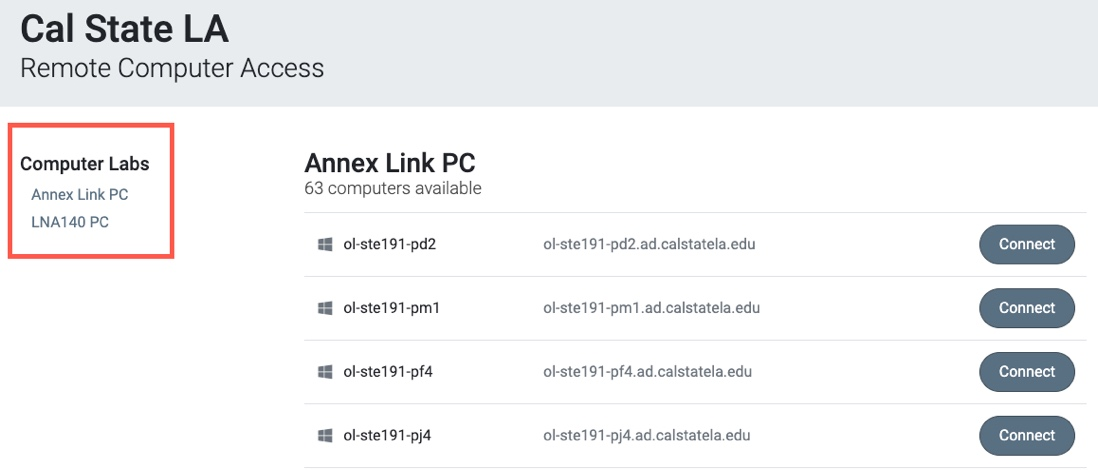 Cal State LA
Remote Computer Access
Computer Labs
Annex Link PC
LNA140 PC
Annex Link PC
63 computers available
ol-ste191-pd2 ol-ste191-pd2.ad.calstatela.edu Connect
ol-ste191-pm1 ol-ste191-pm1.ad.calstatela.edu Connect
ol-ste191-pf4 ol-ste191-pf4.ad.calstatela.edu Connect
ol-ste191-pj4 ol-ste191-pj4.ad.calstatela.edu Connect